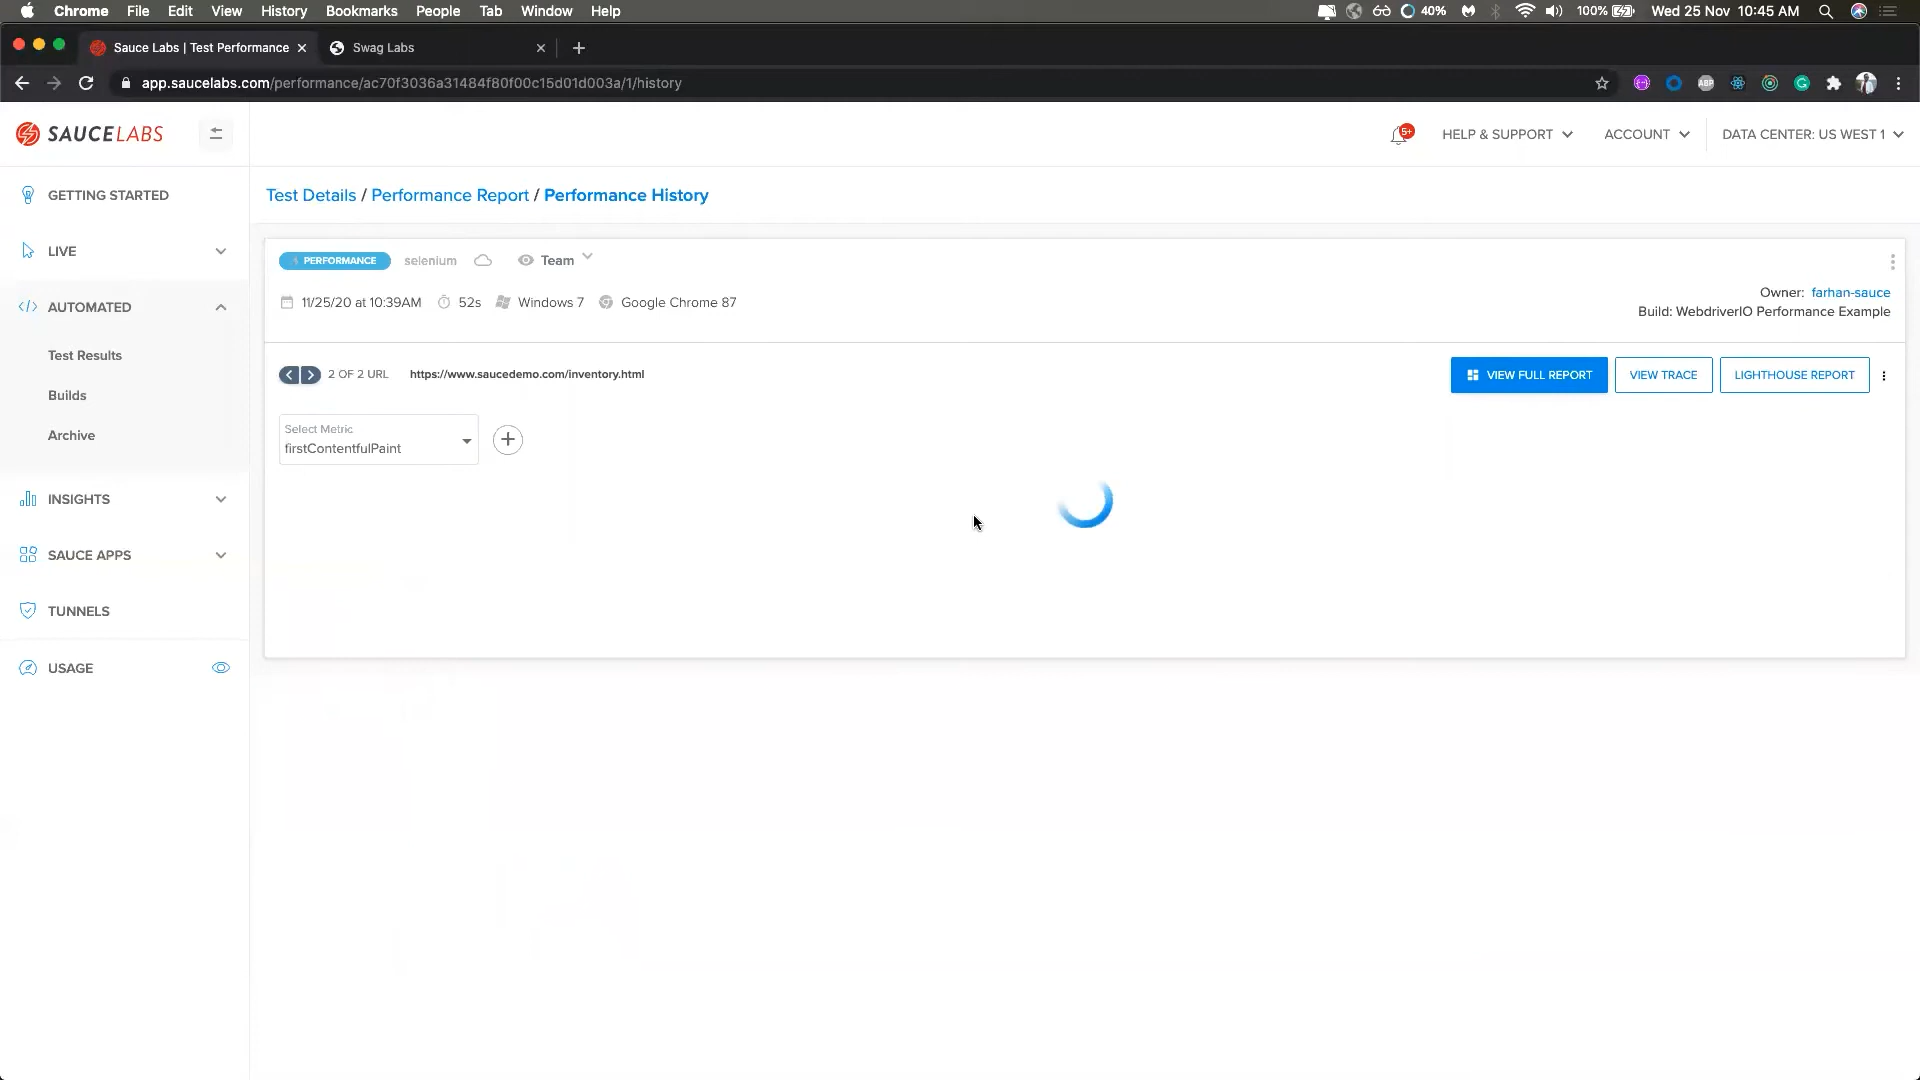 Chrome File Edit View History Bookmarks People Tab Window Help 40% 100% Wed 25 Nov 10:45 AM
Sauce Labs | Test Performance Swag Labs
app.saucelabs.com/performance/ac70f3036a31484f80f00c15d01d003a/1/history ABP
SAUCELABS 5+ HELP & SUPPORT ACCOUNT DATA CENTER: US WEST 1
GETTING STARTED
LIVE
AUTOMATED
Test Results
Builds
Archive
INSIGHTS
SAUCE APPS
TUNNELS
USAGE
Test Details / Performance Report / Performance History
PERFORMANCE selenium Team
11/25/20 at 10:39AM 52s Windows 7 Google Chrome 87
Owner: farhan-sauce
Build: WebdriverIO Performance Example
2 OF 2 URL https://www.saucedemo.com/inventory.html VIEW FULL REPORT VIEW TRACE LIGHTHOUSE REPORT
Select Metric
firstContentfulPaint